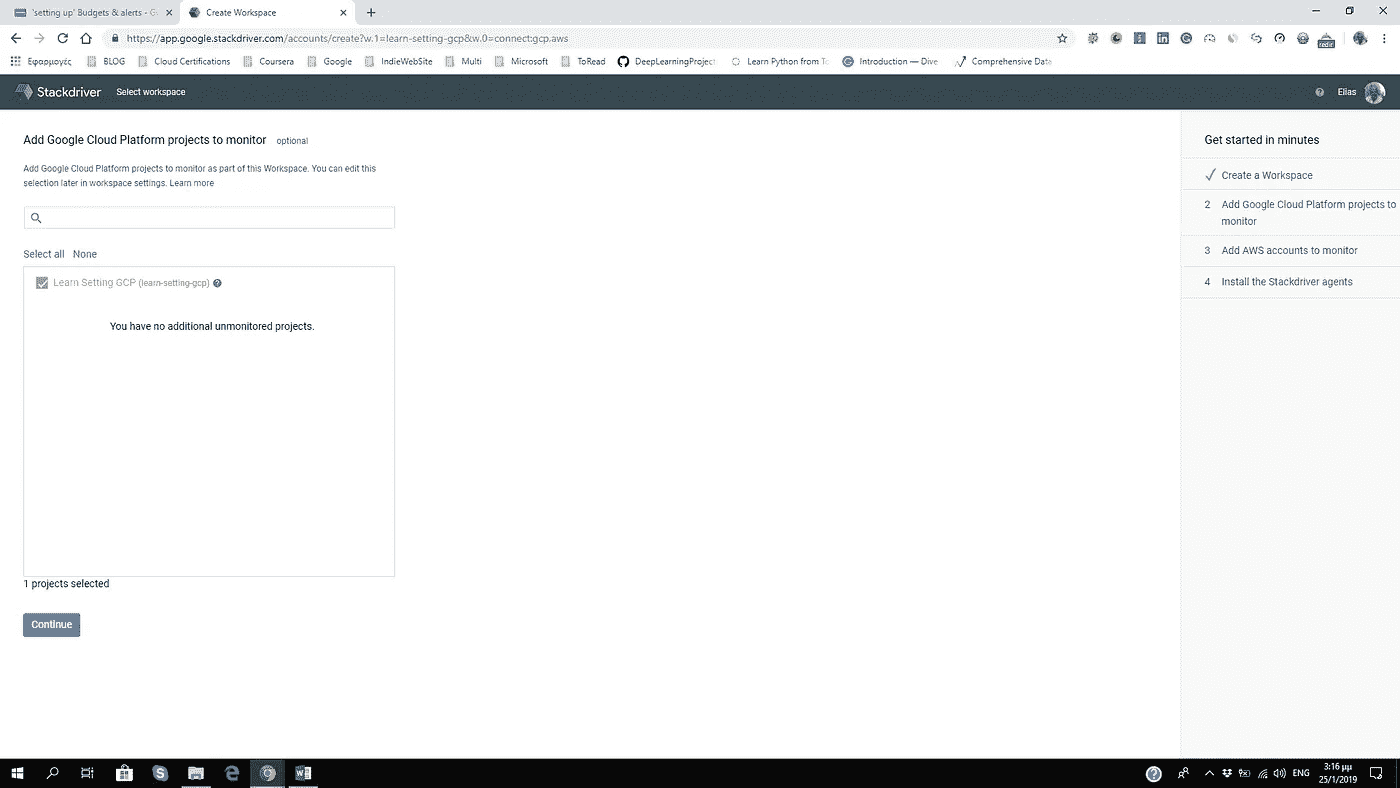 'setting up' Budgets & alerts - G
Create Workspace
https://app.google.stackdriver.com/accounts/create?w.1=learn-setting-gcp&w.0=connect:gcp.aws
Εφαρμογές BLOG Cloud Certifications Coursera Google IndieWebSite Multi Microsoft ToRead DeepLearningProject Learn Python from To Introduction — Dive Comprehensive Data
Stackdriver Select workspace Elias
Add Google Cloud Platform projects to monitor optional
Add Google Cloud Platform projects to monitor as part of this Workspace. You can edit this
selection later in workspace settings. Learn more
Select all None
Learn Setting GCP (learn-setting-gcp)
You have no additional unmonitored projects.
1 projects selected
Continue
Get started in minutes
Create a Workspace
2 Add Google Cloud Platform projects to
monitor
3 Add AWS accounts to monitor
4 Install the Stackdriver agents
redir
ENG
3:16 μμ
25/1/2019